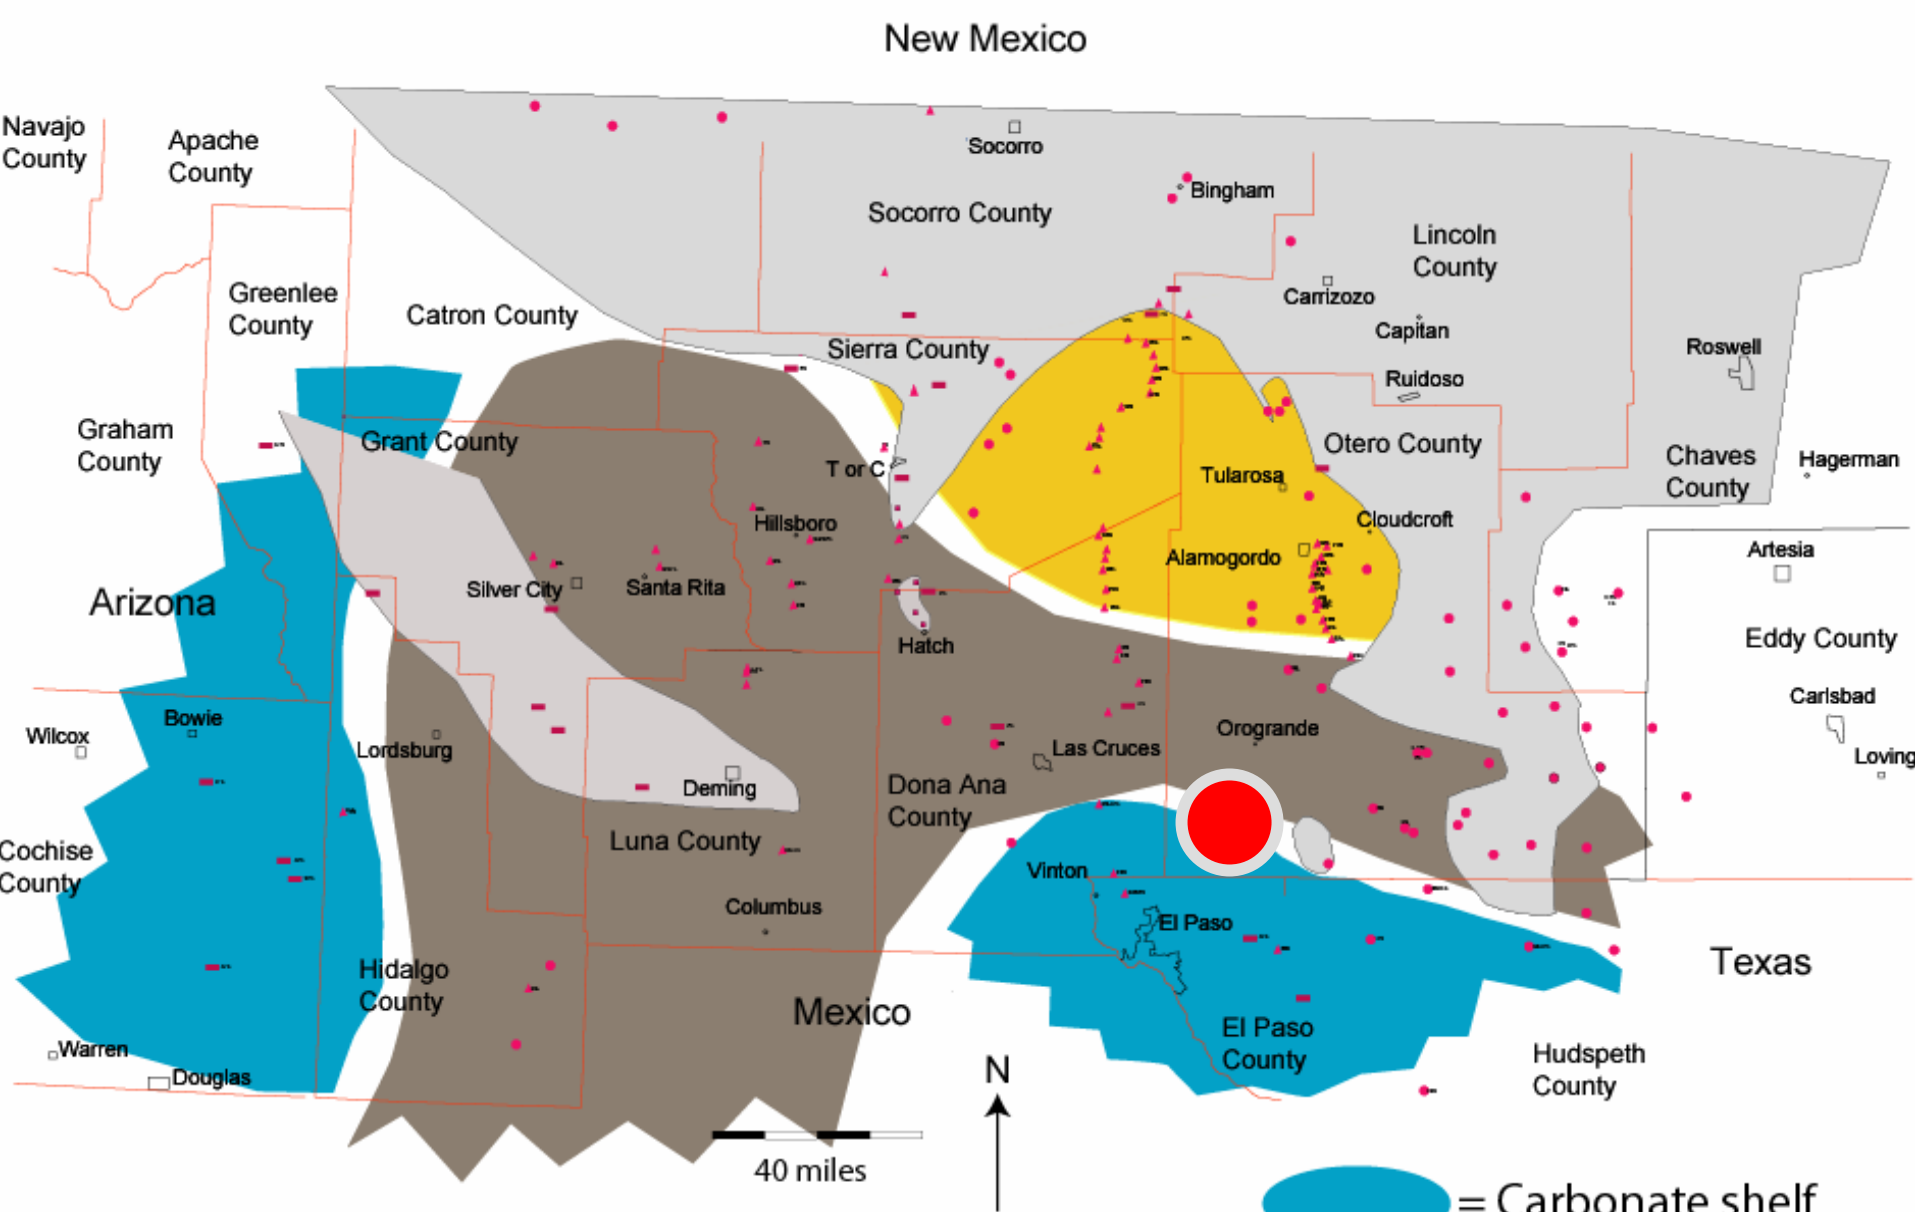 New Mexico
Navajo
County
Apache
County
Socorro
Bingham
Socorro County
Lincoln
County
Greenlee
County
Catron County
Carrizozo
Capitan
Sierra County
Roswell
Ruidoso
Graham
County
Grant County
Otero County
T or C
Tularosa
Chaves
County
Hagerman
Hillsboro
Cloudcroft
Alamogordo
Artesia
Silver City
Santa Rita
Arizona
Hatch
Eddy County
Carlsbad
Bowie
Wilcox
Lordsburg
Orogrande
Las Cruces
Loving
Deming
Dona Ana
County
Luna County
Cochise
County
Vinton
Columbus
El Paso
Hidalgo
County
Texas
Mexico
El Paso
County
Warren
Douglas
Hudspeth
County
N
40 miles
= Carbonate shelf